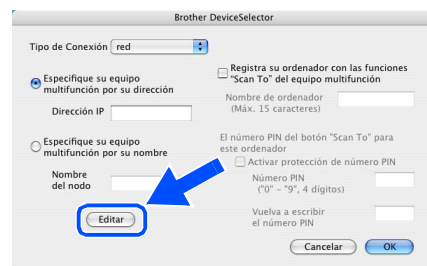 Brother DeviceSelector
Tipo de Conexión red
Especifique su equipo
multifunción por su dirección
Dirección IP
Especifique su equipo
multifunción por su nombre
Nombre
del nodo
Editar
Registra su ordenador con las funciones
"Scan To" del equipo multifunción
Nombre de ordenador
(Máx. 15 caracteres)
El número PIN del botón "Scan To" para
este ordenador
Activar protección de número PIN
Número PIN
("0" – "9", 4 dígitos)
Vuelva a escribir
el número PIN
Cancelar
OK